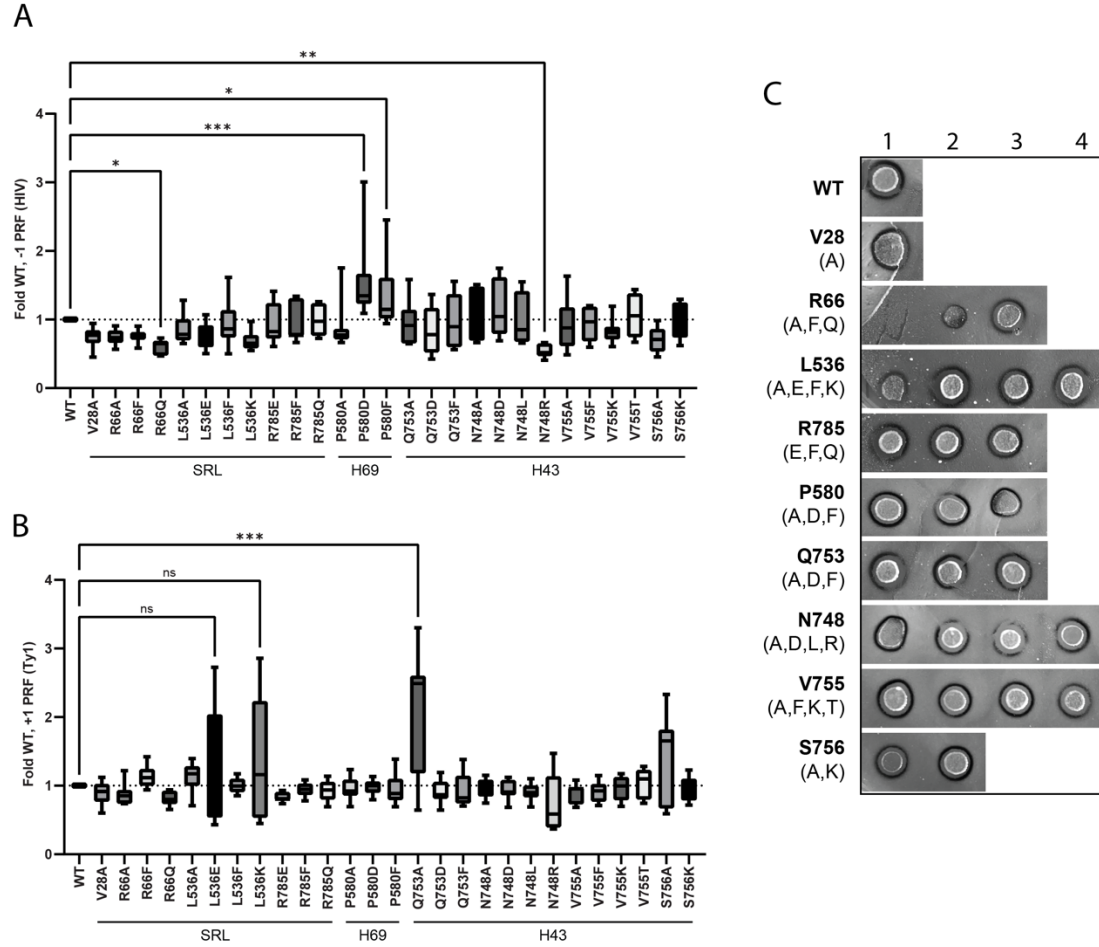 A
**
*
***
*
4
3
2
1
0
Fold WT, -1 PRF (HIV)
WT
V28A
R66A
R66F
R66Q
L536A
L536E
L536F
L536K
R785E
R785F
R785Q
P580A
P580D
P580F
Q753A
Q753D
Q753F
N748A
N748D
N748L
N748R
V755A
V755F
V755K
V755T
S756A
S756K
SRL
H69
H43
B
***
ns
ns
4
3
2
1
0
Fold WT, +1 PRF (Ty1)
WT
V28A
R66A
R66F
R66Q
L536A
L536E
L536F
L536K
R785E
R785F
R785Q
P580A
P580D
P580F
Q753A
Q753D
Q753F
N748A
N748D
N748L
N748R
V755A
V755F
V755K
V755T
S756A
S756K
SRL
H69
H43
C
1 2 3 4
WT
V28
(A)
R66
(A,F,Q)
L536
(A,E,F,K)
R785
(E,F,Q)
P580
(A,D,F)
Q753
(A,D,F)
N748
(A,D,L,R)
V755
(A,F,K,T)
S756
(A,K)